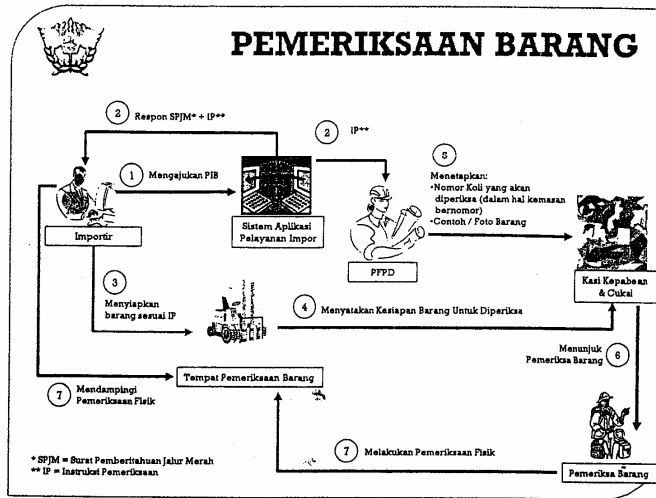 PEMERIKSAAN BARANG
2 Respon SPJM* + IP**
2 IP**
1 Mengajukan PIB
5
Menetapkan:
•Nomor Koli yang akan
diperiksa (dalam hal kemasan
bernomor)
•Contoh / Foto Barang
Importir
Sistem Aplikasi
Pelayanan Impor
PFPD
Kasi Kepabean
& Cukai
3
Menyiapkan
barang sesuai IP
4 Menyatakan Kesiapan Barang Untuk Diperiksa
Menunjuk
Pemeriksa Barang
6
Tempat Pemeriksaan Barang
7 Mendampingi
Pemeriksaan Fisik
7 Melakukan Pemeriksaan Fisik
Pemeriksa Barang
* SPJM = Surat Pemberitahuan Jalur Merah
** IP = Instruksi Pemeriksaan